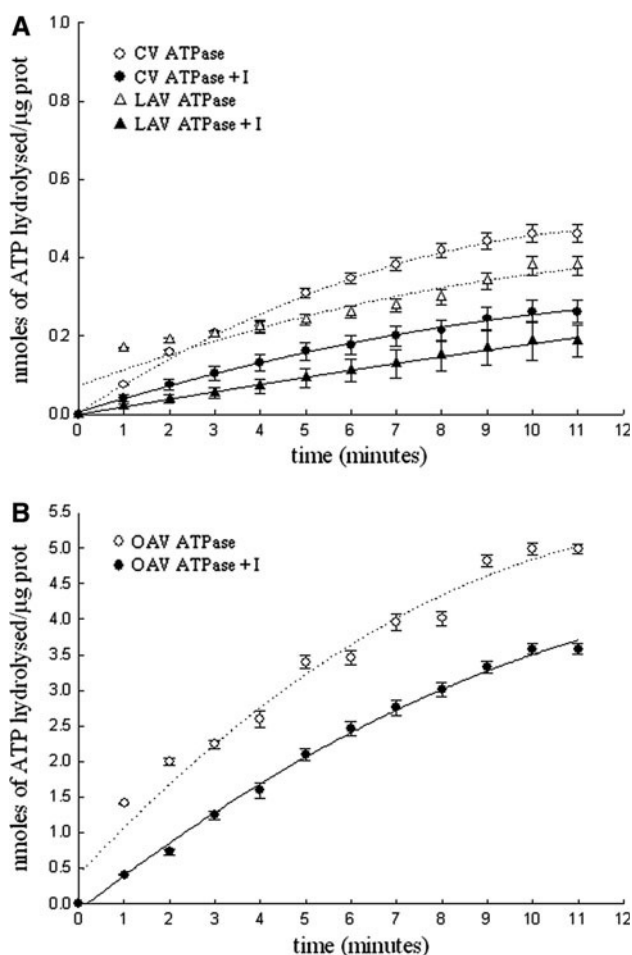 A
1.0
0.8
0.6
0.4
0.2
0.0
nmoles of ATP hydrolysed/µg prot
CV ATPase
CV ATPase + I
LAV ATPase
LAV ATPase + I
0 1 2 3 4 5 6 7 8 9 10 11 12
time (minutes)
B
5.5
5.0
4.5
4.0
3.5
3.0
2.5
2.0
1.5
1.0
0.5
0.0
nmoles of ATP hydrolysed/µg prot
OAV ATPase
OAV ATPase + I
0 1 2 3 4 5 6 7 8 9 10 11 12
time (minutes)